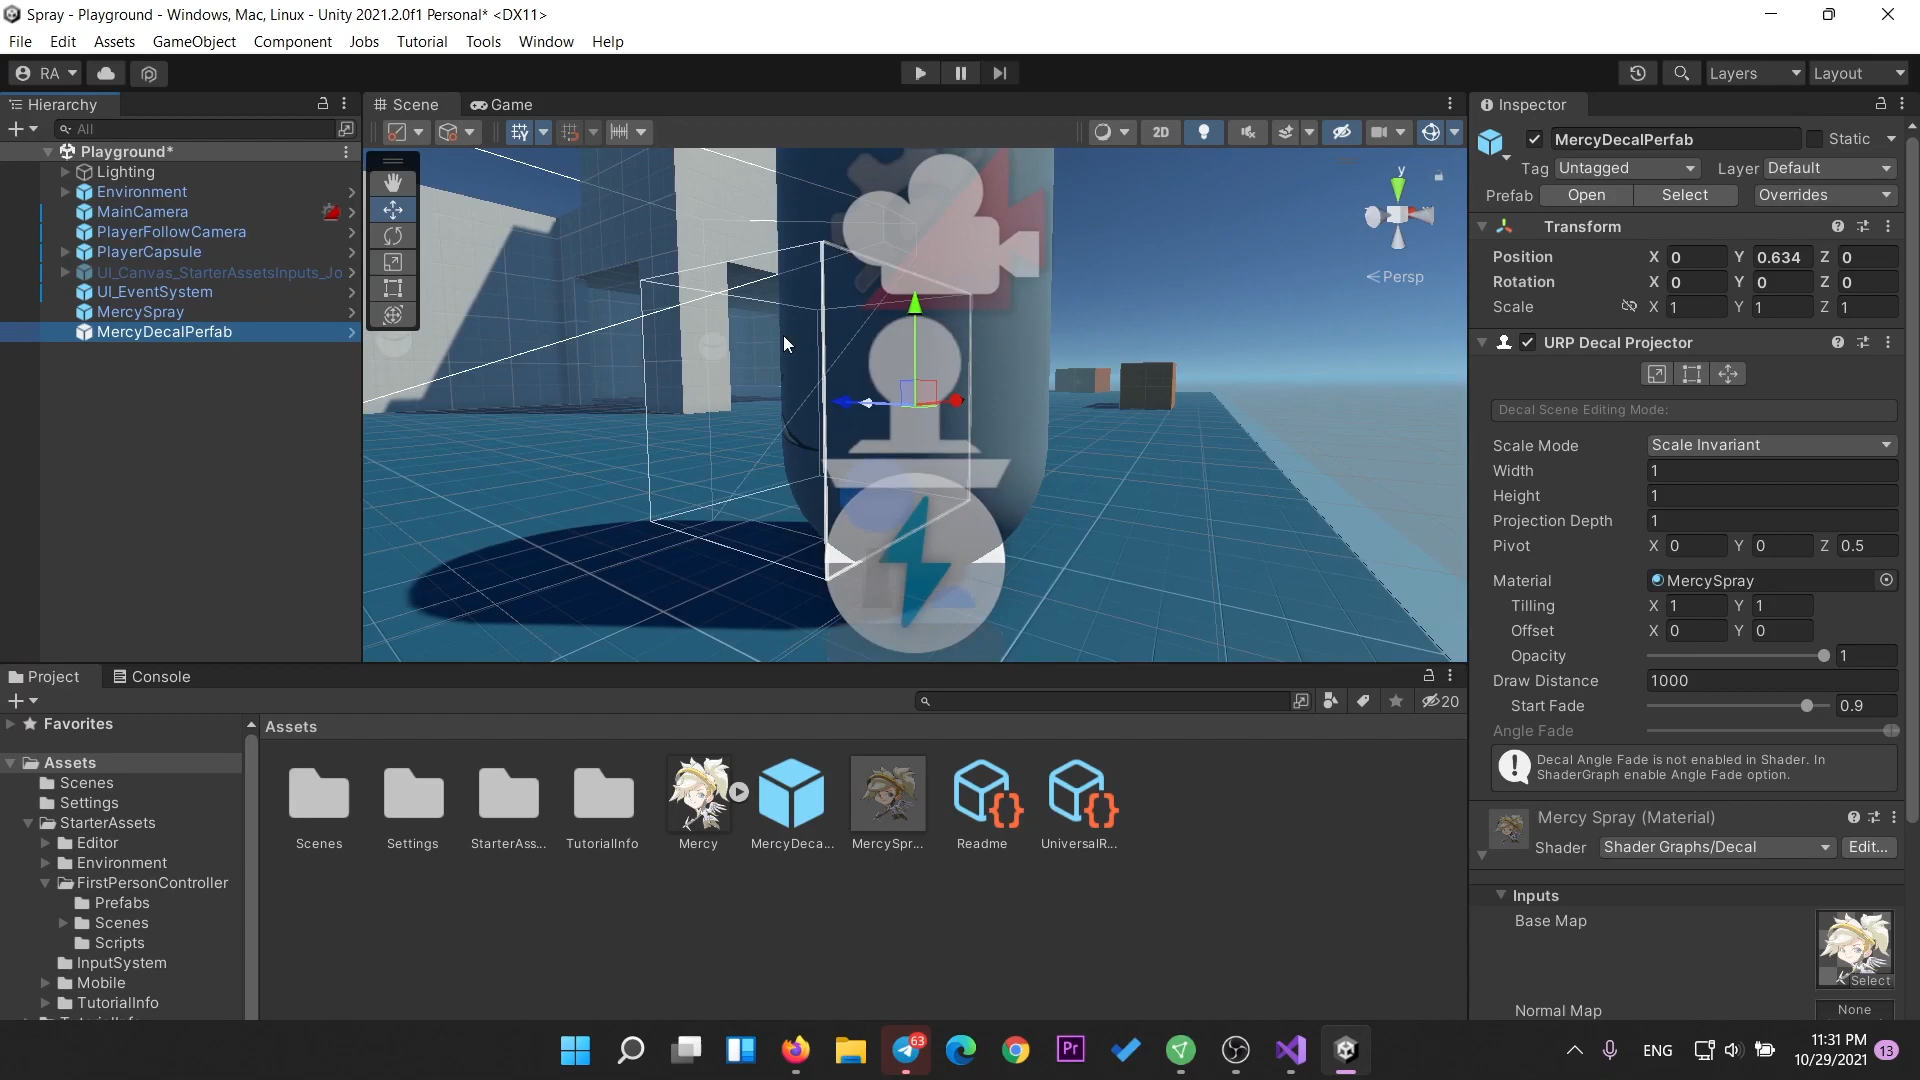 Spray - Playground - Windows, Mac, Linux - Unity 2021.2.0f1 Personal* <DX11>
File Edit Assets GameObject Component Jobs Tutorial Tools Window Help
RA
Layers
Layout
Hierarchy
All
Playground*
Lighting
Environment
MainCamera
PlayerFollowCamera
PlayerCapsule
UI_Canvas_StarterAssetsInputs_Jo
UI_EventSystem
MercySpray
MercyDecalPerfab
Scene
Game
2D
y
Persp
Inspector
MercyDecalPerfab
Static
Tag Untagged Layer Default
Prefab Open Select Overrides
Transform
Position X 0 Y 0.634 Z 0
Rotation X 0 Y 0 Z 0
Scale X 1 Y 1 Z 1
URP Decal Projector
Decal Scene Editing Mode:
Scale Mode Scale Invariant
Width 1
Height 1
Projection Depth 1
Pivot X 0 Y 0 Z 0.5
Material MercySpray
Tilling X 1 Y 1
Offset X 0 Y 0
Opacity 1
Draw Distance 1000
Start Fade 0.9
Angle Fade
Decal Angle Fade is not enabled in Shader. In
ShaderGraph enable Angle Fade option.
Mercy Spray (Material)
Shader Shader Graphs/Decal Edit...
Inputs
Base Map
Select
Normal Map
None
Project
Console
20
Favorites
Assets
Scenes
Settings
StarterAssets
Editor
Environment
FirstPersonController
Prefabs
Scenes
Scripts
InputSystem
Mobile
TutorialInfo
Assets
Scenes
Settings
StarterAss...
TutorialInfo
Mercy
MercyDeca...
MercySpr...
Readme
UniversalR...
63
Pr
ENG
11:31 PM
10/29/2021
13